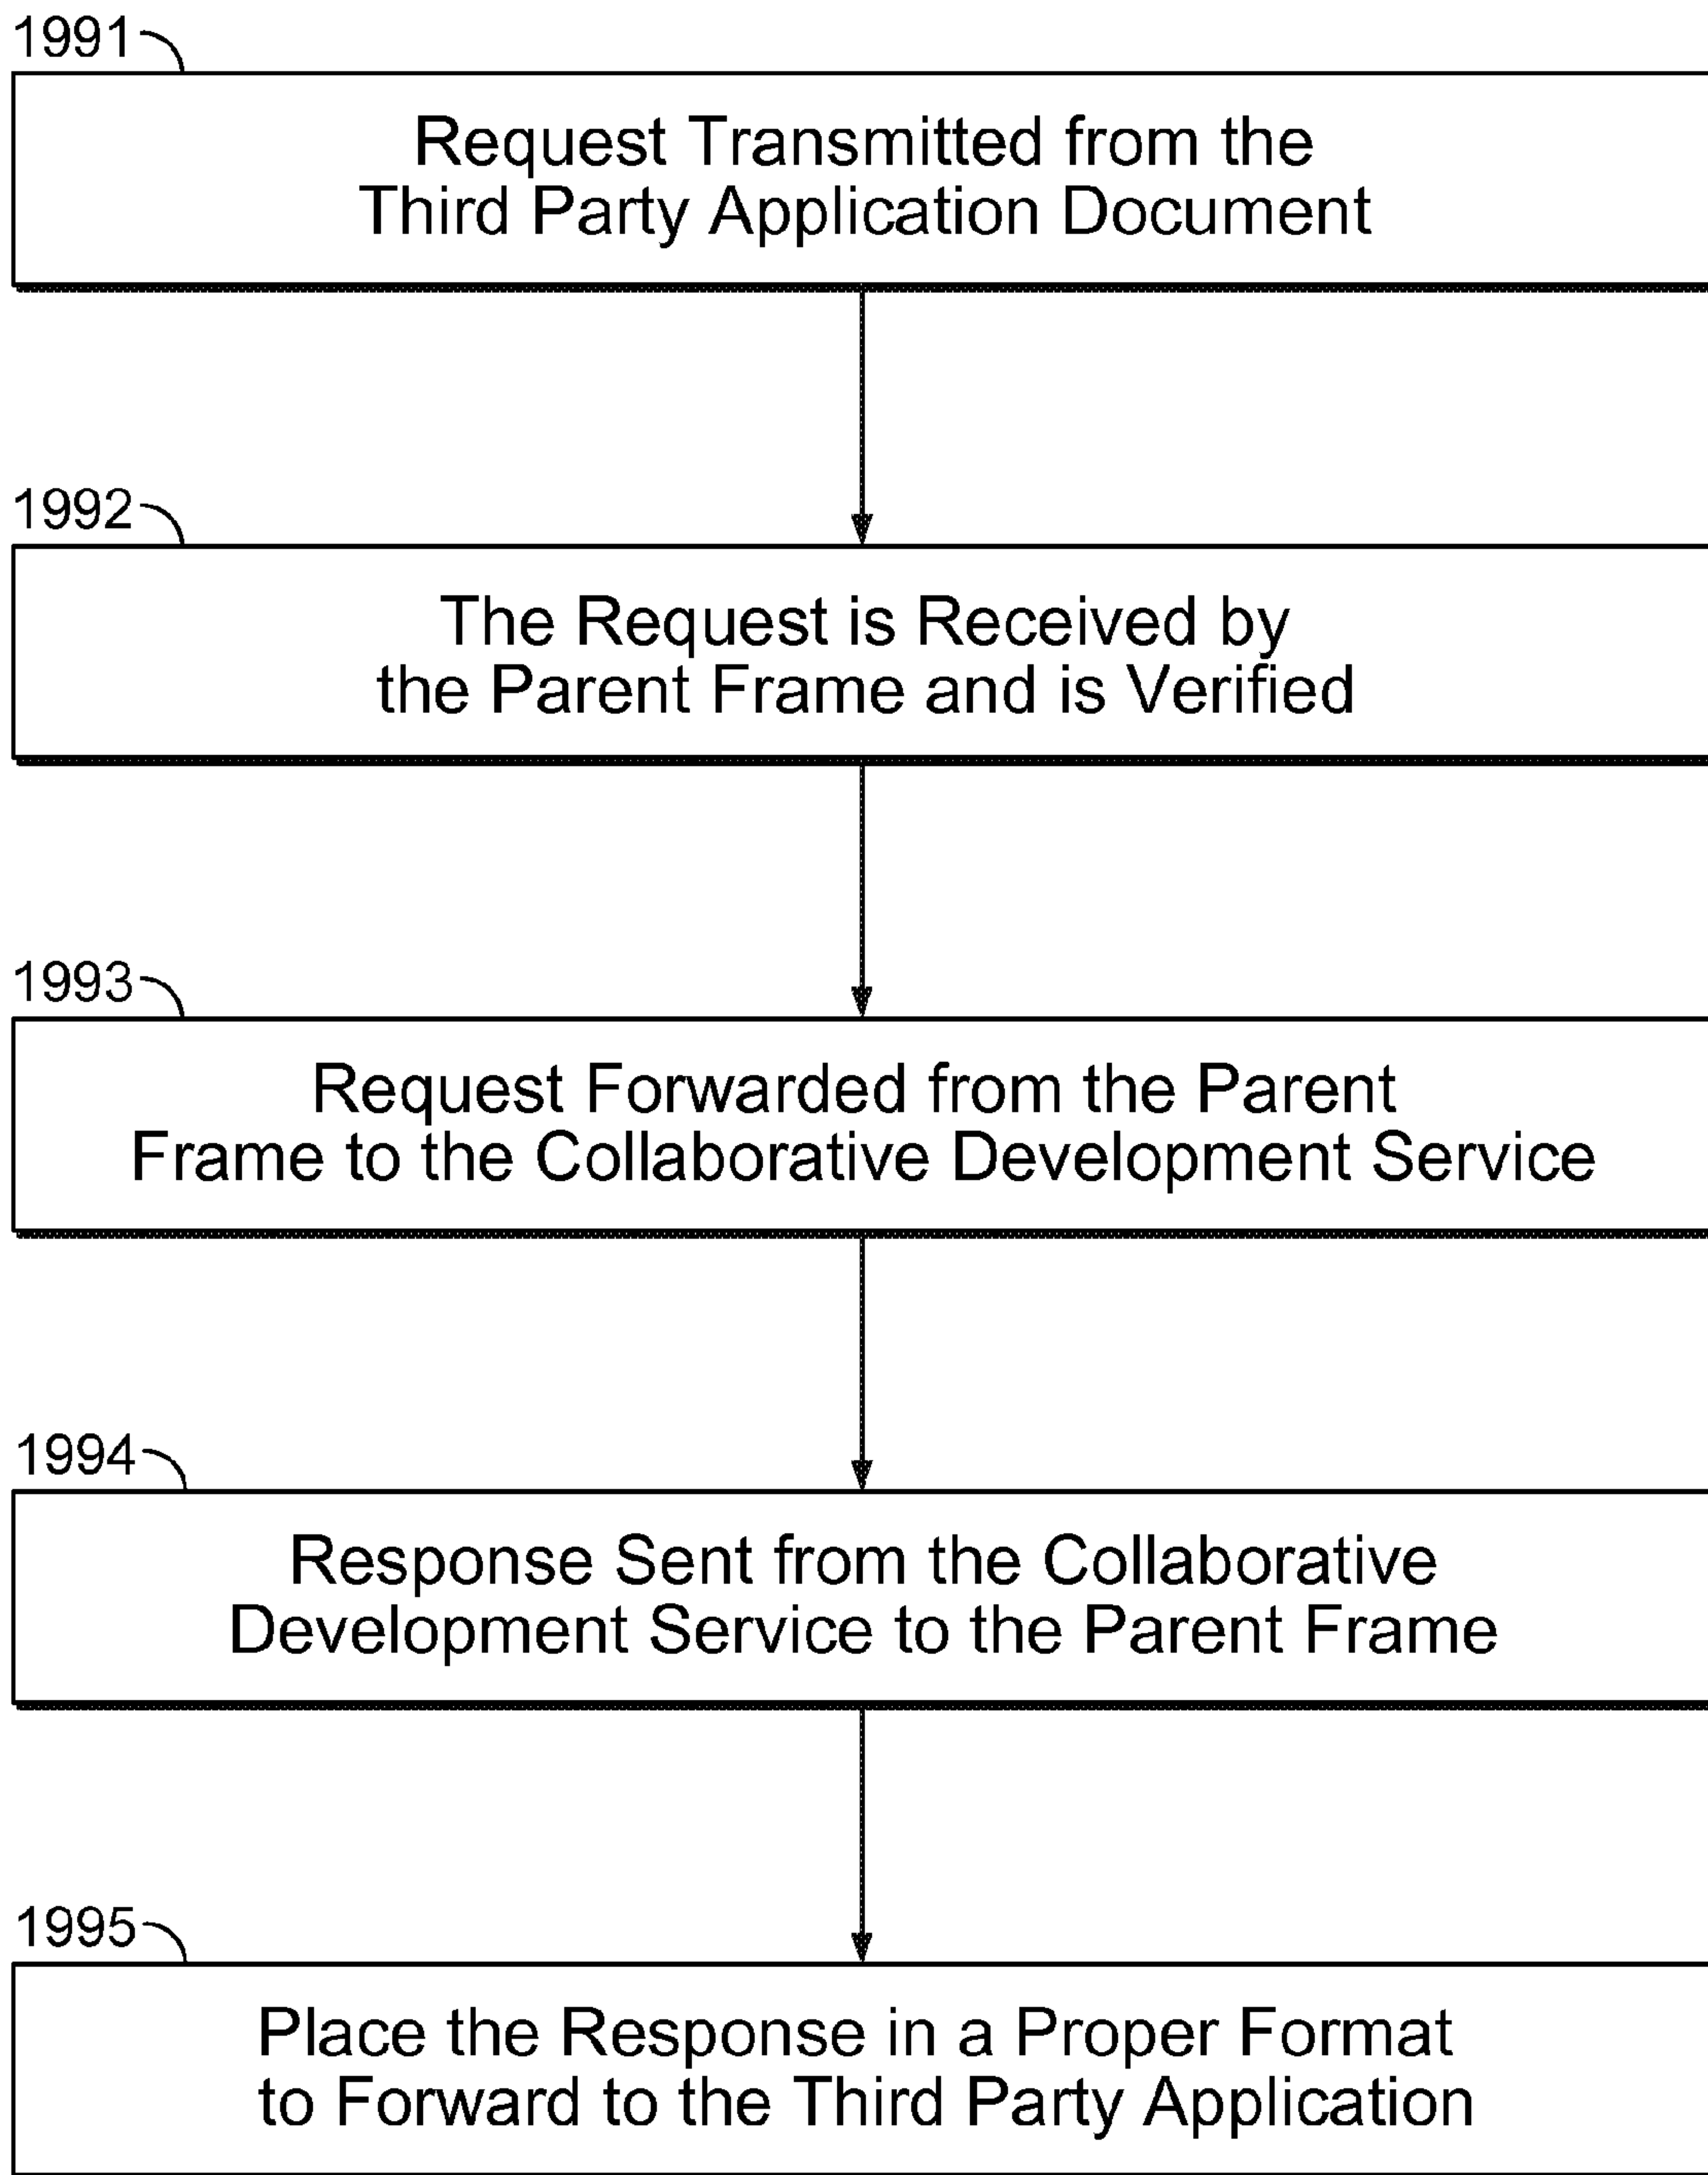 1991
Request Transmitted from the
Third Party Application Document
1992
The Request is Received by
the Parent Frame and is Verified
1993
Request Forwarded from the Parent
Frame to the Collaborative Development Service
1994
Response Sent from the Collaborative
Development Service to the Parent Frame
1995
Place the Response in a Proper Format
to Forward to the Third Party Application